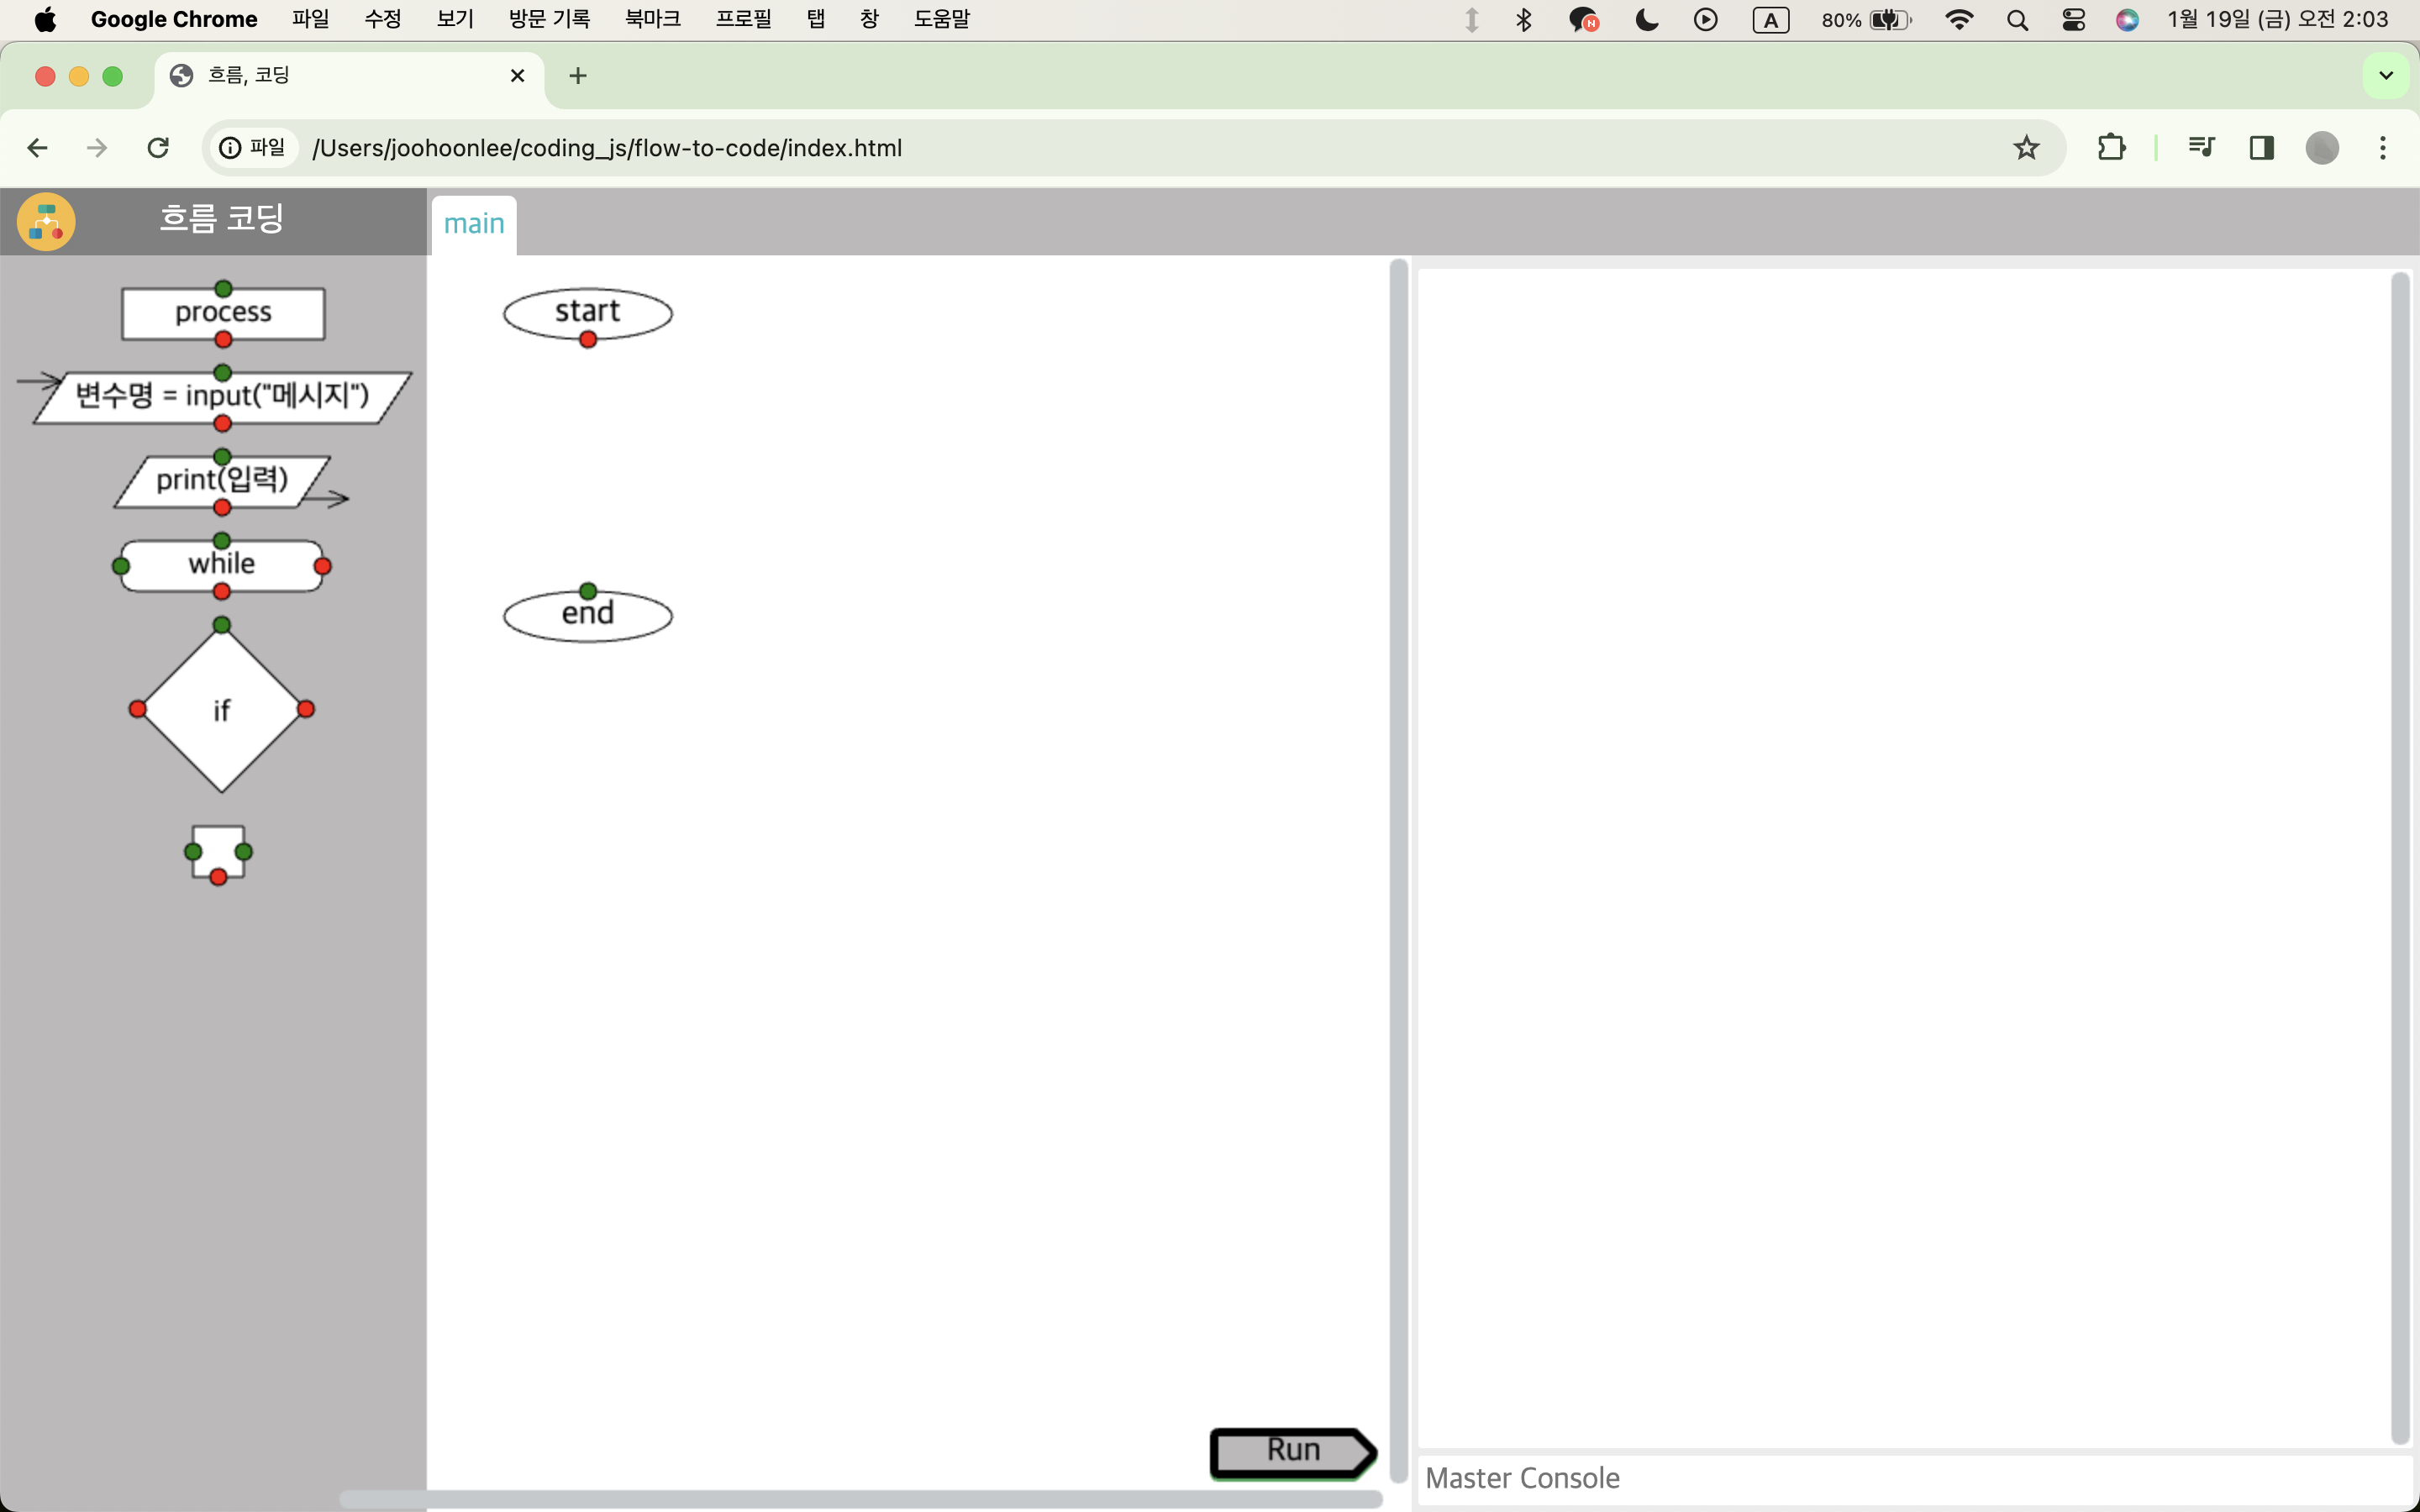 Google Chrome 파일 수정 보기 방문 기록 북마크 프로필 탭 창 도움말 N A 80% 1월 19일 (금) 오전 2:03
흐름, 코딩
파일 /Users/joohoonlee/coding_js/flow-to-code/index.html
흐름 코딩 main
process
변수명 = input("메시지")
print(입력)
while
if
start
end
Run
Master Console